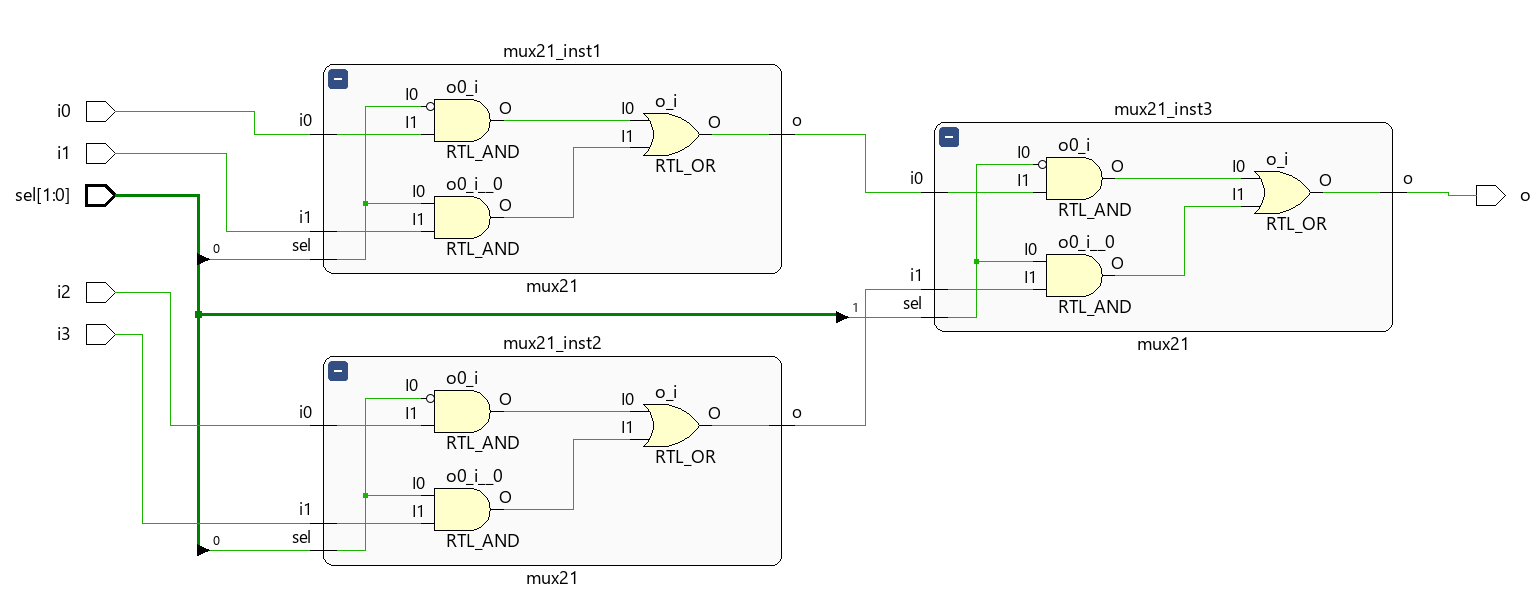 mux21_inst1
o0_i
I0
O
I1
RTL_AND
o_i
I0
O
I1
RTL_OR
o0_i__0
I0
O
I1
RTL_AND
i0
i1
sel
o
mux21
i0
i1
sel[1:0]
0
i2
i3
1
0
mux21_inst2
o0_i
I0
O
I1
RTL_AND
o_i
I0
O
I1
RTL_OR
o0_i__0
I0
O
I1
RTL_AND
i0
i1
sel
o
mux21
mux21_inst3
o0_i
I0
O
I1
RTL_AND
o_i
I0
O
I1
RTL_OR
o0_i__0
I0
O
I1
RTL_AND
i0
i1
sel
o
mux21
o